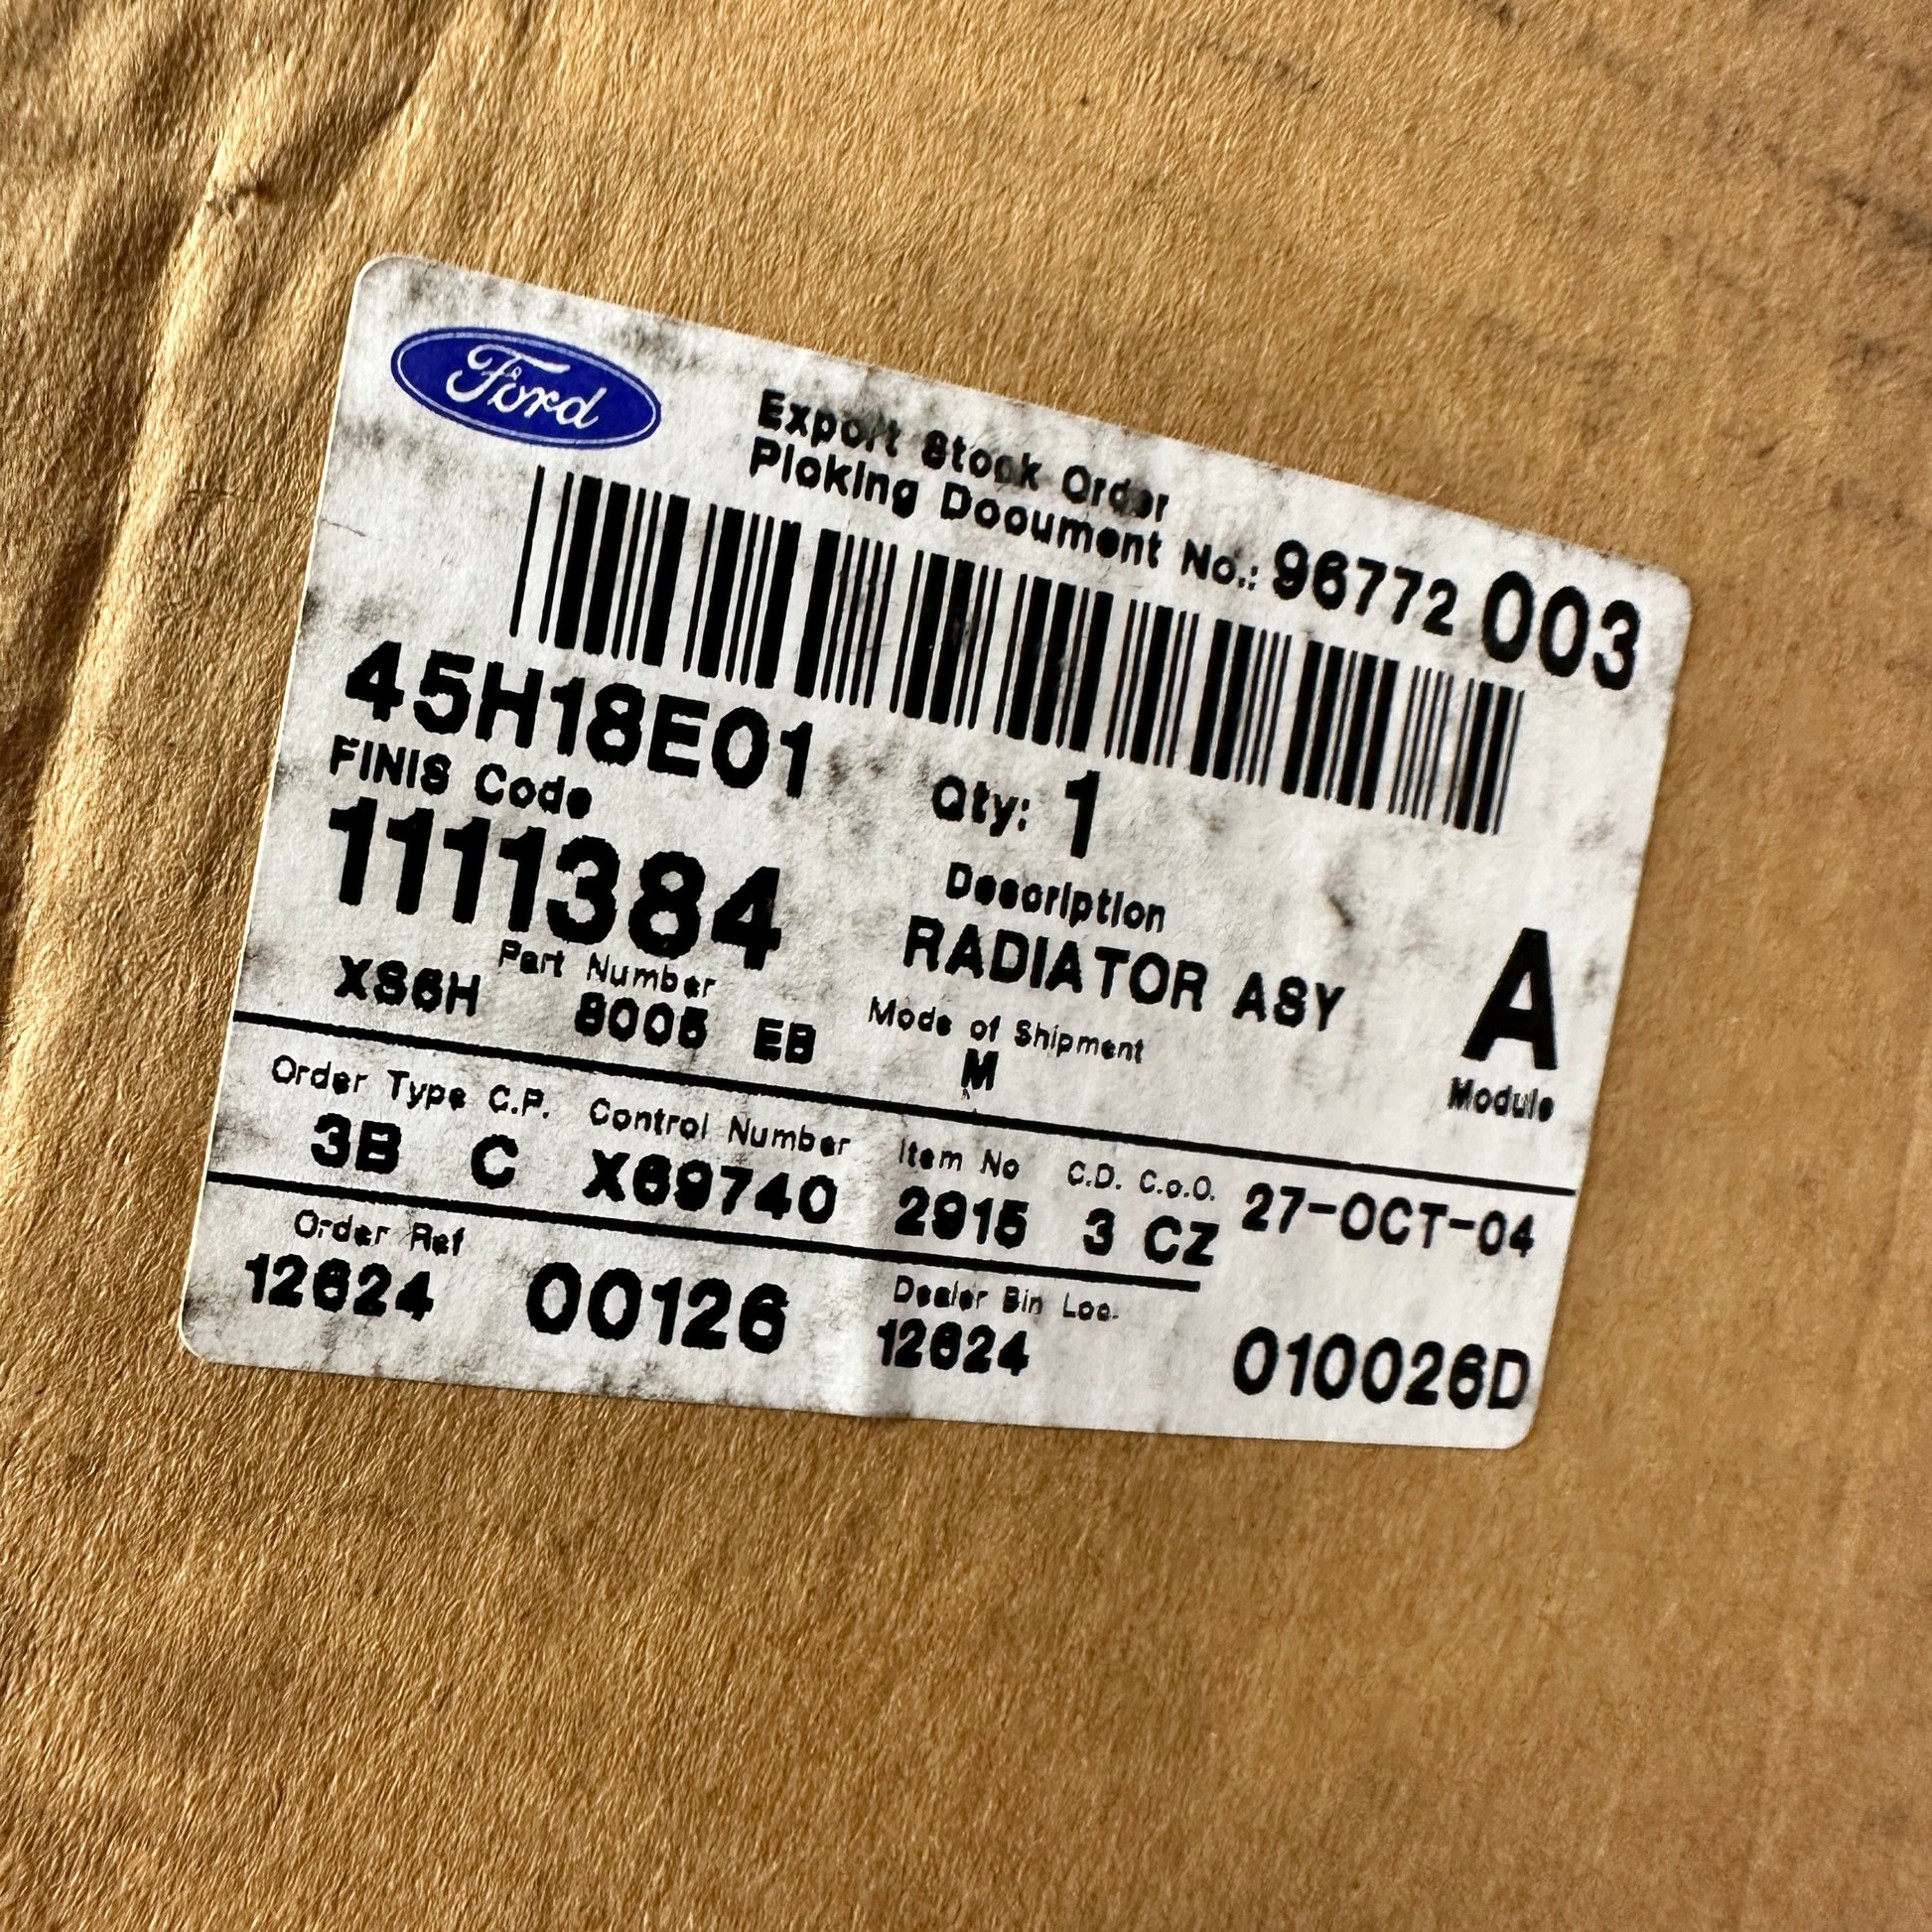 Ford
Export Stock Order
Picking Document No.: 96772 003
45H18E01
FINIS Code
Qty: 1
1111384
Description
RADIATOR ASY
A
Module
Part Number
XS6H 8005 EB
Mode of Shipment
M
Order Type C.P. Control Number Item No C.D. C.o.O.
3B C X69740 2915 3 CZ 27-OCT-04
Order Ref
12624 00126
Dealer Bin Loc.
12624
010026D